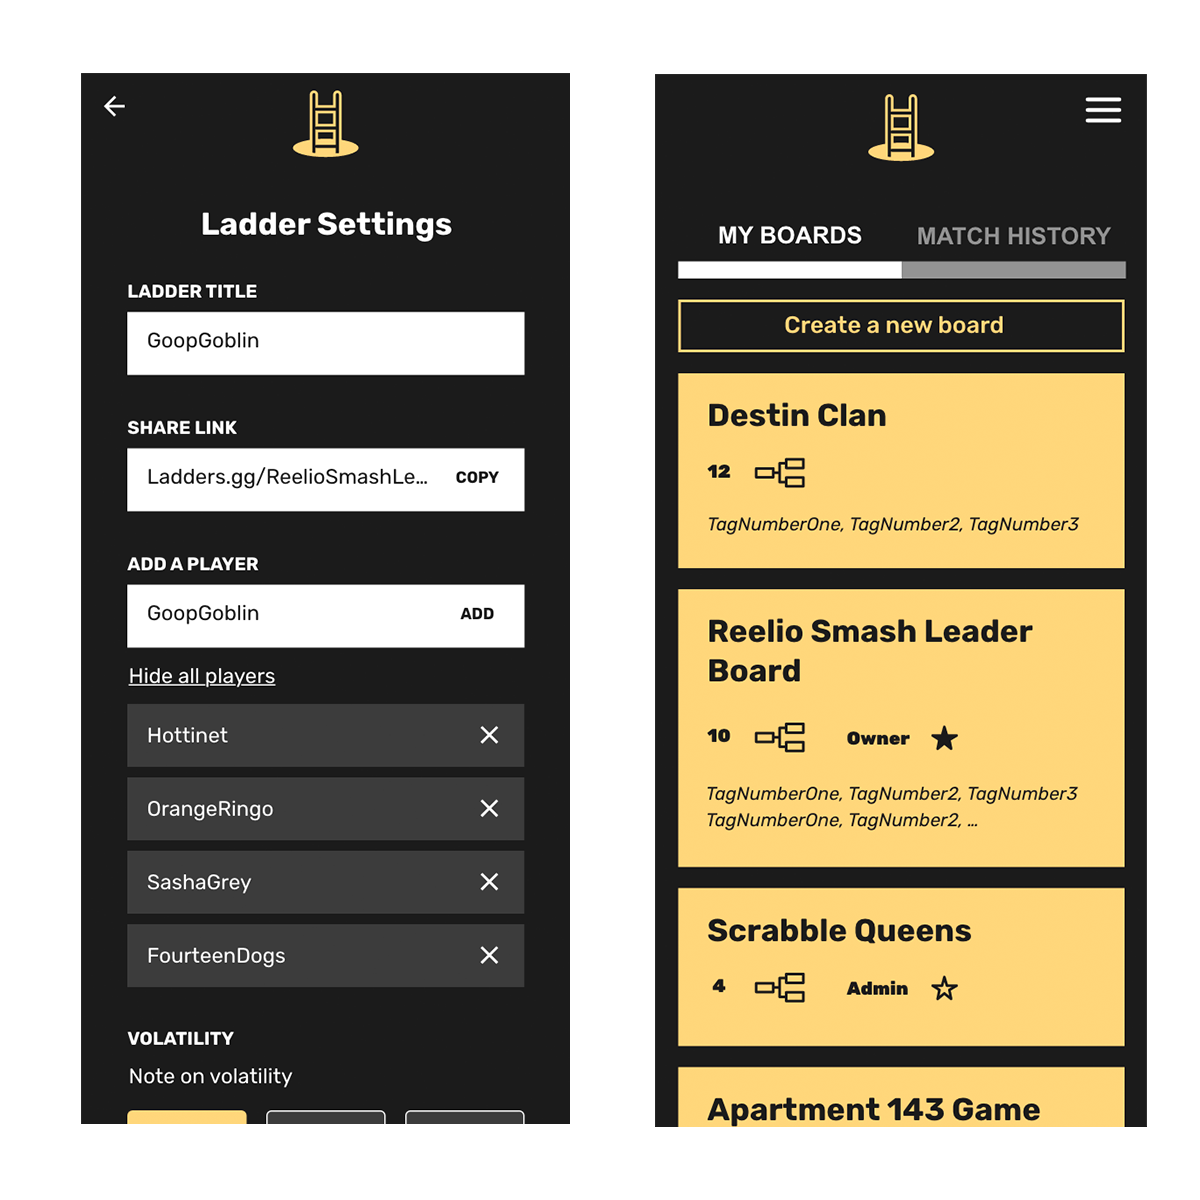 Ladder Settings
LADDER TITLE
GoopGoblin
SHARE LINK
Ladders.gg/ReelioSmashLe... COPY
ADD A PLAYER
GoopGoblin ADD
Hide all players
Hottinet
OrangeRingo
SashaGrey
FourteenDogs
VOLATILITY
Note on volatility
MY BOARDS MATCH HISTORY
Create a new board
Destin Clan
12
TagNumberOne, TagNumber2, TagNumber3
Reelio Smash Leader
Board
10 Owner
TagNumberOne, TagNumber2, TagNumber3
TagNumberOne, TagNumber2, ...
Scrabble Queens
4 Admin
Apartment 143 Game